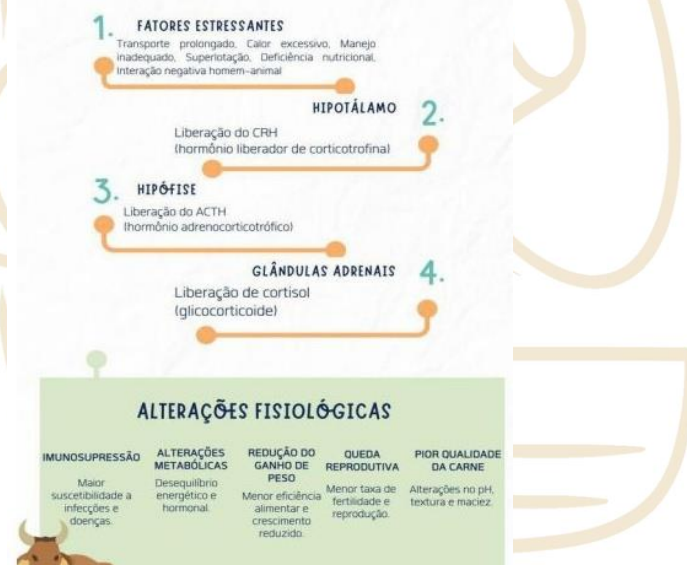 1. FATORES ESTRESSANTES
Transporte prolongado, Calor excessivo, Manejo
inadequado, Superlotação, Deficiência nutricional,
Interação negativa homem-animal
HIPOTÁLAMO 2.
Liberação do CRH
(hormônio liberador de corticotrofina)
3. HIPÓFISE
Liberação do ACTH
(hormônio adrenocorticotrófico)
GLÂNDULAS ADRENAIS 4.
Liberação de cortisol
(glicocorticoide)
ALTERAÇÕES FISIOLÓGICAS
IMUNOSUPRESSÃO
Maior
suscetibilidade a
infecções e
doenças.
ALTERAÇÕES
METABÓLICAS
Desequilíbrio
energético e
hormonal.
REDUÇÃO DO
GANHO DE
PESO
Menor eficiência
alimentar e
crescimento
reduzido.
QUEDA
REPRODUTIVA
Menor taxa de
fertilidade e
reprodução.
PIOR QUALIDADE
DA CARNE
Alterações no pH,
textura e maciez.